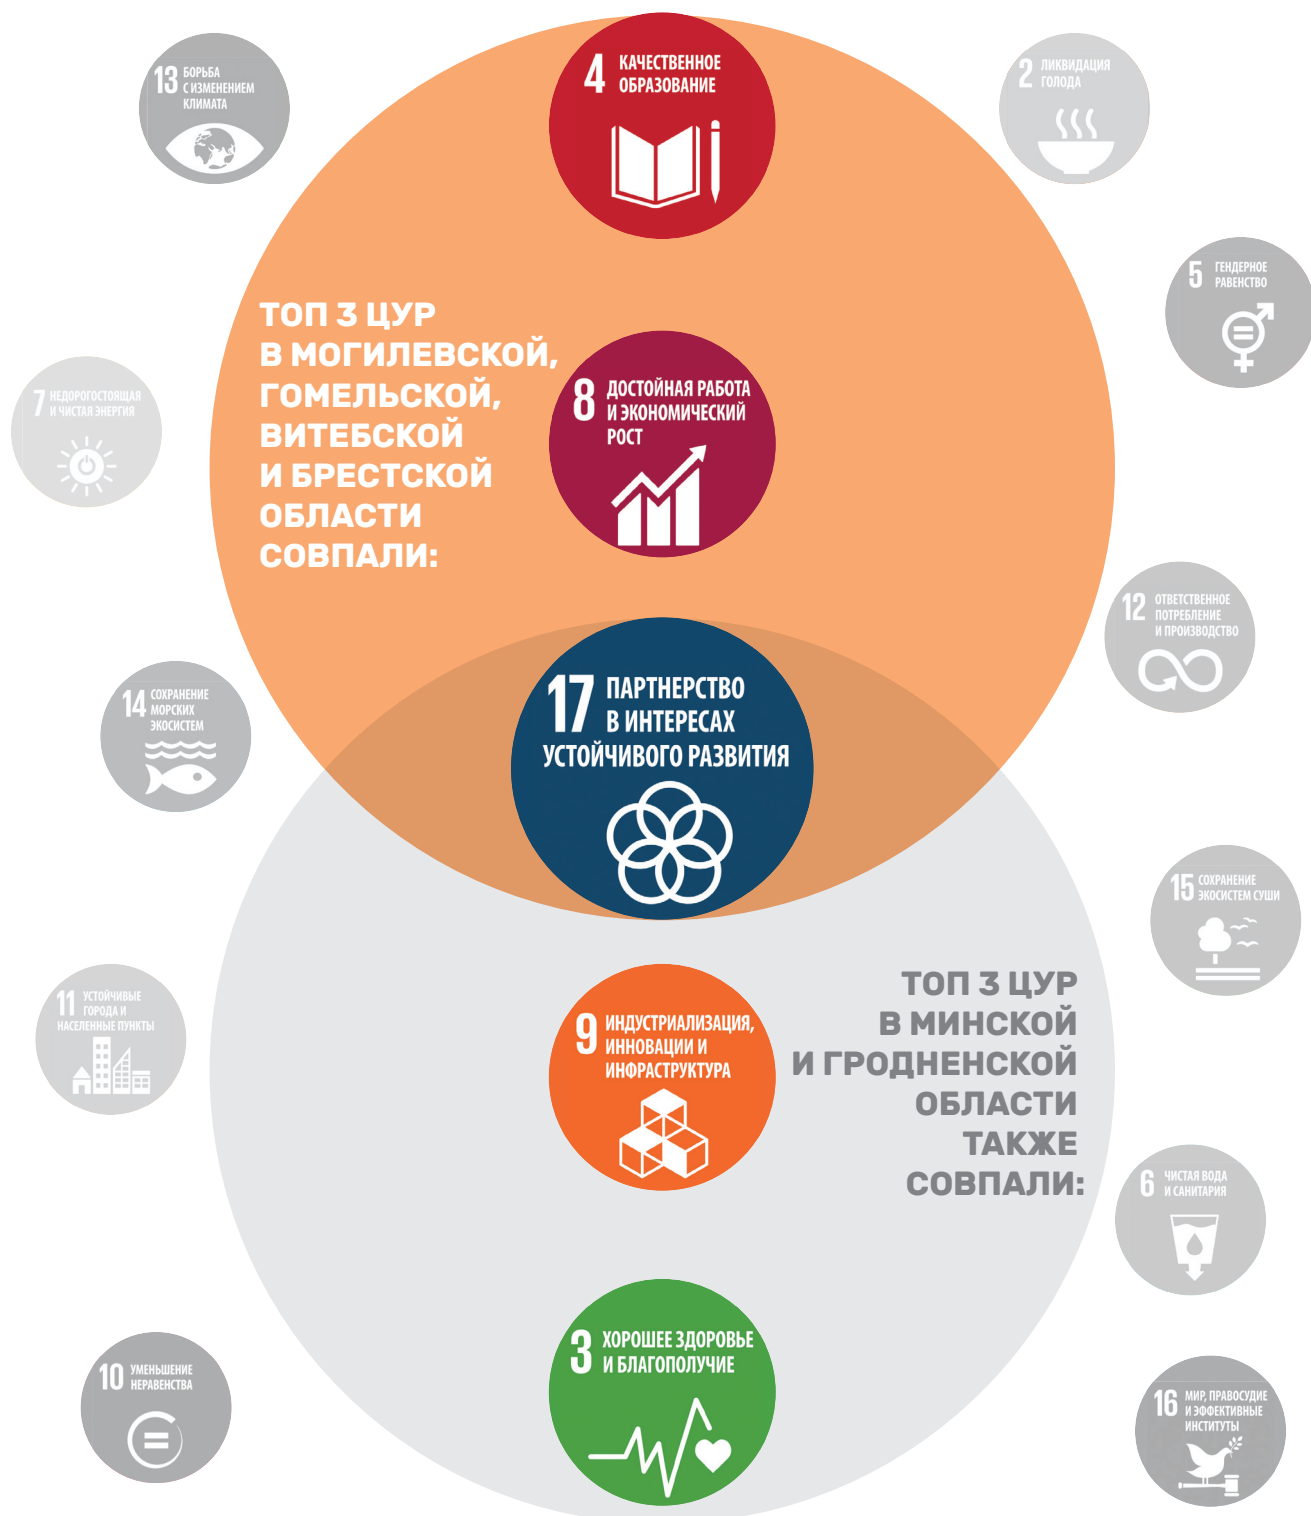 13 БОРЬБА
С ИЗМЕНЕНИЕМ
КЛИМАТА
4 КАЧЕСТВЕННОЕ
ОБРАЗОВАНИЕ
2 ЛИКВИДАЦИЯ
ГОЛОДА
5 ГЕНДЕРНОЕ
РАВЕНСТВО
ТОП 3 ЦУР
В МОГИЛЕВСКОЙ,
ГОМЕЛЬСКОЙ,
ВИТЕБСКОЙ
И БРЕСТСКОЙ
ОБЛАСТИ
СОВПАЛИ:
7 НЕДОРОГОСТОЯЩАЯ
И ЧИСТАЯ ЭНЕРГИЯ
8 ДОСТОЙНАЯ РАБОТА
И ЭКОНОМИЧЕСКИЙ
РОСТ
12 ОТВЕТСТВЕННОЕ
ПОТРЕБЛЕНИЕ
И ПРОИЗВОДСТВО
14 СОХРАНЕНИЕ
МОРСКИХ
ЭКОСИСТЕМ
17 ПАРТНЕРСТВО
В ИНТЕРЕСАХ
УСТОЙЧИВОГО РАЗВИТИЯ
15 СОХРАНЕНИЕ
ЭКОСИСТЕМ СУШИ
11 УСТОЙЧИВЫЕ
ГОРОДА И
НАСЕЛЕННЫЕ ПУНКТЫ
9 ИНДУСТРИАЛИЗАЦИЯ,
ИННОВАЦИИ И
ИНФРАСТРУКТУРА
ТОП 3 ЦУР
В МИНСКОЙ
И ГРОДНЕНСКОЙ
ОБЛАСТИ
ТАКЖЕ
СОВПАЛИ:
6 ЧИСТАЯ ВОДА
И САНИТАРИЯ
10 УМЕНЬШЕНИЕ
НЕРАВЕНСТВА
3 ХОРОШЕЕ ЗДОРОВЬЕ
И БЛАГОПОЛУЧИЕ
16 МИР, ПРАВОСУДИЕ
И ЭФФЕКТИВНЫЕ
ИНСТИТУТЫ